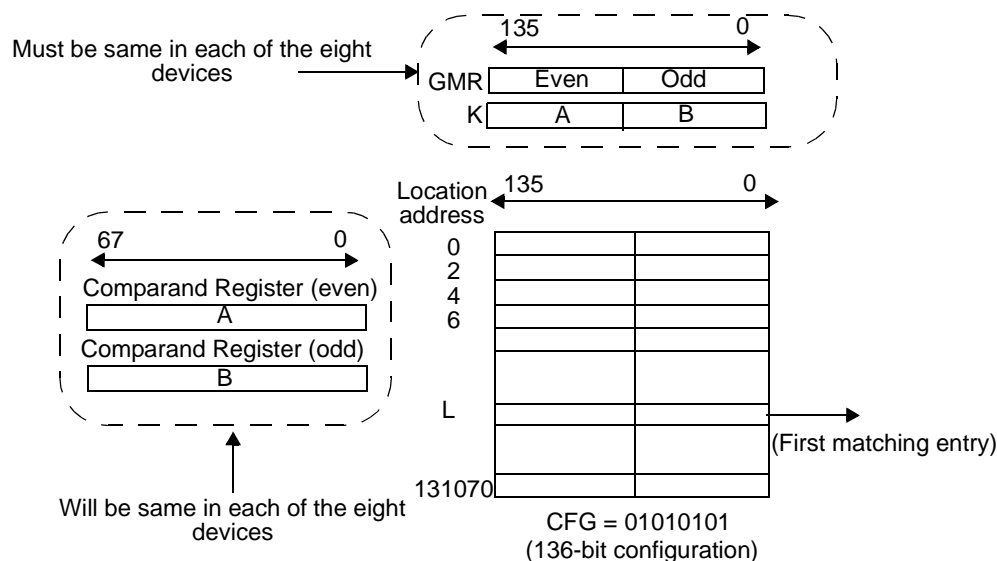 Must be same in each of the eight
devices
135 0
GMR Even Odd
K A B
Location
address
135 0
0
2
4
6
L
131070
(First matching entry)
CFG = 01010101
(136-bit configuration)
67 0
Comparand Register (even)
A
Comparand Register (odd)
B
Will be same in each of the eight
devices